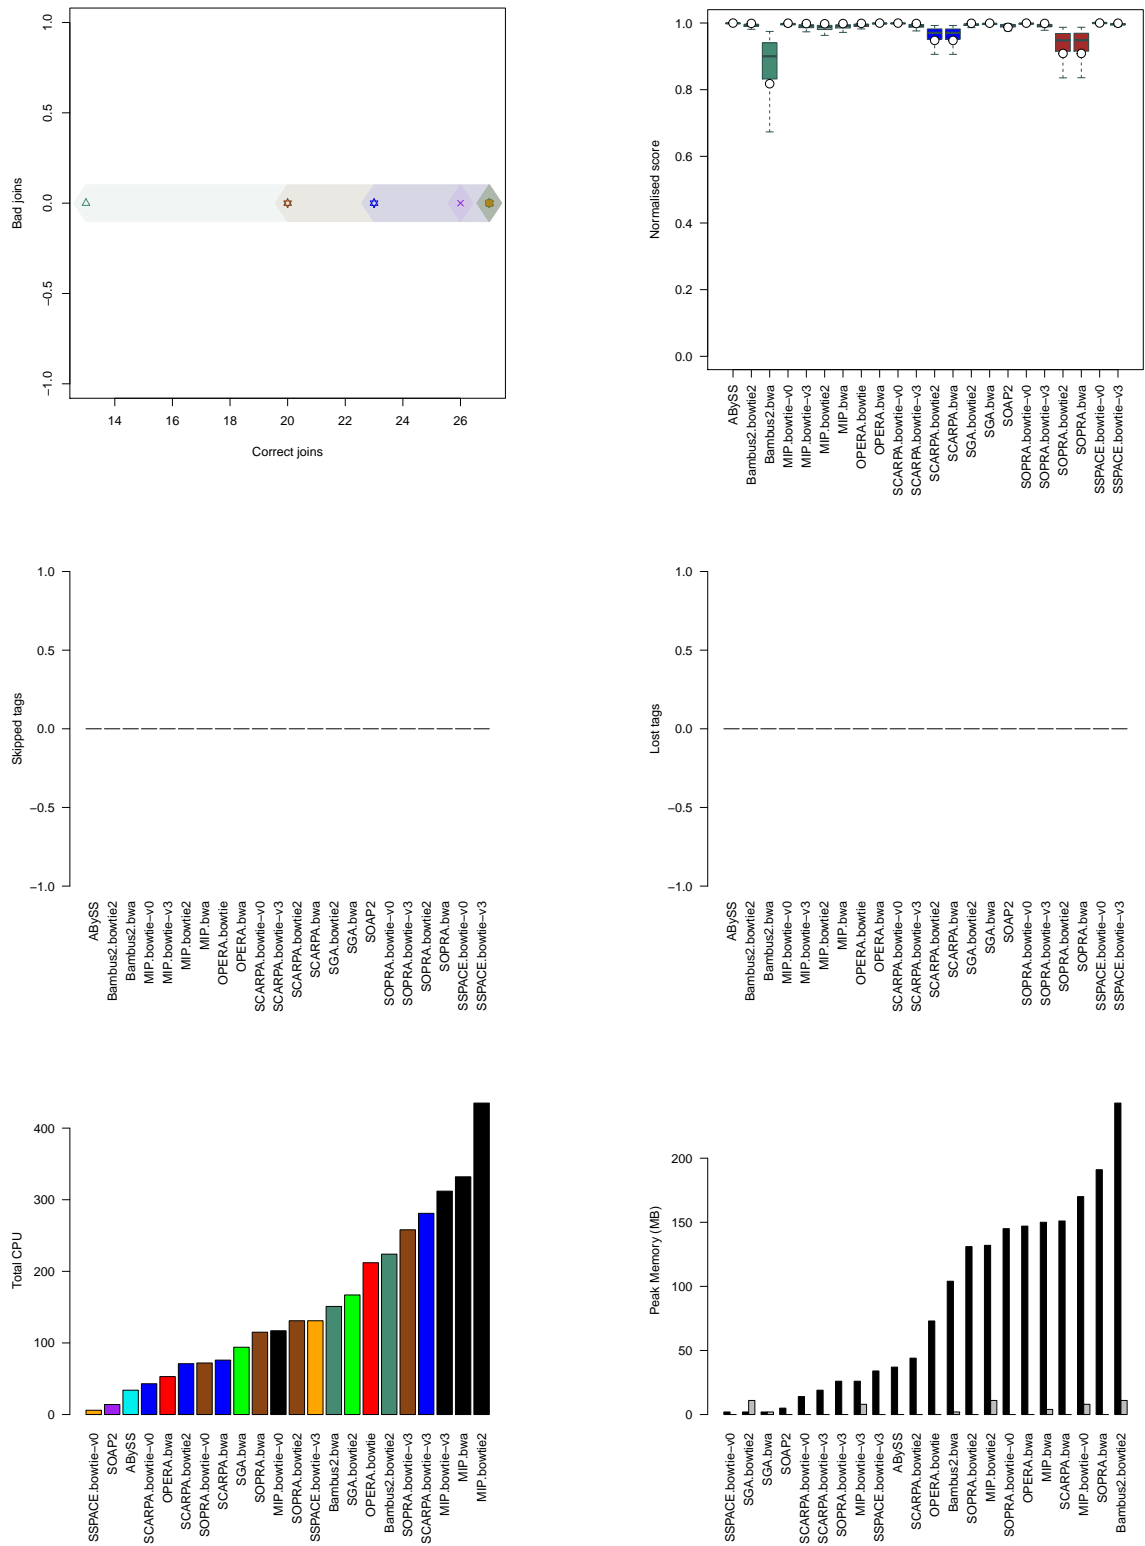 1.0
0.5
0.0
−0.5
−1.0
Bad joins
14 16 18 20 22 24 26
Correct joins
1.0
0.8
0.6
0.4
0.2
0.0
Normalised score
ABySS
Bambus2.bowtie2
Bambus2.bwa
MIP.bowtie−v0
MIP.bowtie−v3
MIP.bowtie2
MIP.bwa
OPERA.bowtie
OPERA.bwa
SCARPA.bowtie−v0
SCARPA.bowtie−v3
SCARPA.bowtie2
SCARPA.bwa
SGA.bowtie2
SGA.bwa
SOAP2
SOPRA.bowtie−v0
SOPRA.bowtie−v3
SOPRA.bowtie2
SOPRA.bwa
SSPACE.bowtie−v0
SSPACE.bowtie−v3
1.0
0.5
0.0
−0.5
−1.0
Skipped tags
ABySS
Bambus2.bowtie2
Bambus2.bwa
MIP.bowtie−v0
MIP.bowtie−v3
MIP.bowtie2
MIP.bwa
OPERA.bowtie
OPERA.bwa
SCARPA.bowtie−v0
SCARPA.bowtie−v3
SCARPA.bowtie2
SCARPA.bwa
SGA.bowtie2
SGA.bwa
SOAP2
SOPRA.bowtie−v0
SOPRA.bowtie−v3
SOPRA.bowtie2
SOPRA.bwa
SSPACE.bowtie−v0
SSPACE.bowtie−v3
1.0
0.5
0.0
−0.5
−1.0
Lost tags
ABySS
Bambus2.bowtie2
Bambus2.bwa
MIP.bowtie−v0
MIP.bowtie−v3
MIP.bowtie2
MIP.bwa
OPERA.bowtie
OPERA.bwa
SCARPA.bowtie−v0
SCARPA.bowtie−v3
SCARPA.bowtie2
SCARPA.bwa
SGA.bowtie2
SGA.bwa
SOAP2
SOPRA.bowtie−v0
SOPRA.bowtie−v3
SOPRA.bowtie2
SOPRA.bwa
SSPACE.bowtie−v0
SSPACE.bowtie−v3
400
300
200
100
0
Total CPU
SSPACE.bowtie−v0
SOAP2
ABySS
SCARPA.bowtie−v0
OPERA.bwa
SCARPA.bowtie2
SOPRA.bowtie−v0
SCARPA.bwa
SGA.bwa
SOPRA.bwa
MIP.bowtie−v0
SOPRA.bowtie2
SSPACE.bowtie−v3
Bambus2.bwa
SGA.bowtie2
OPERA.bowtie
Bambus2.bowtie2
SOPRA.bowtie−v3
SCARPA.bowtie−v3
MIP.bowtie−v3
MIP.bwa
MIP.bowtie2
200
150
100
50
0
Peak Memory (MB)
SSPACE.bowtie−v0
SGA.bowtie2
SGA.bwa
SOAP2
SCARPA.bowtie−v0
SCARPA.bowtie−v3
SOPRA.bowtie−v3
MIP.bowtie−v3
SSPACE.bowtie−v3
ABySS
SCARPA.bowtie2
OPERA.bowtie
Bambus2.bwa
SOPRA.bowtie2
MIP.bowtie2
SOPRA.bowtie−v0
OPERA.bwa
MIP.bwa
SCARPA.bwa
MIP.bowtie−v0
SOPRA.bwa
Bambus2.bowtie2